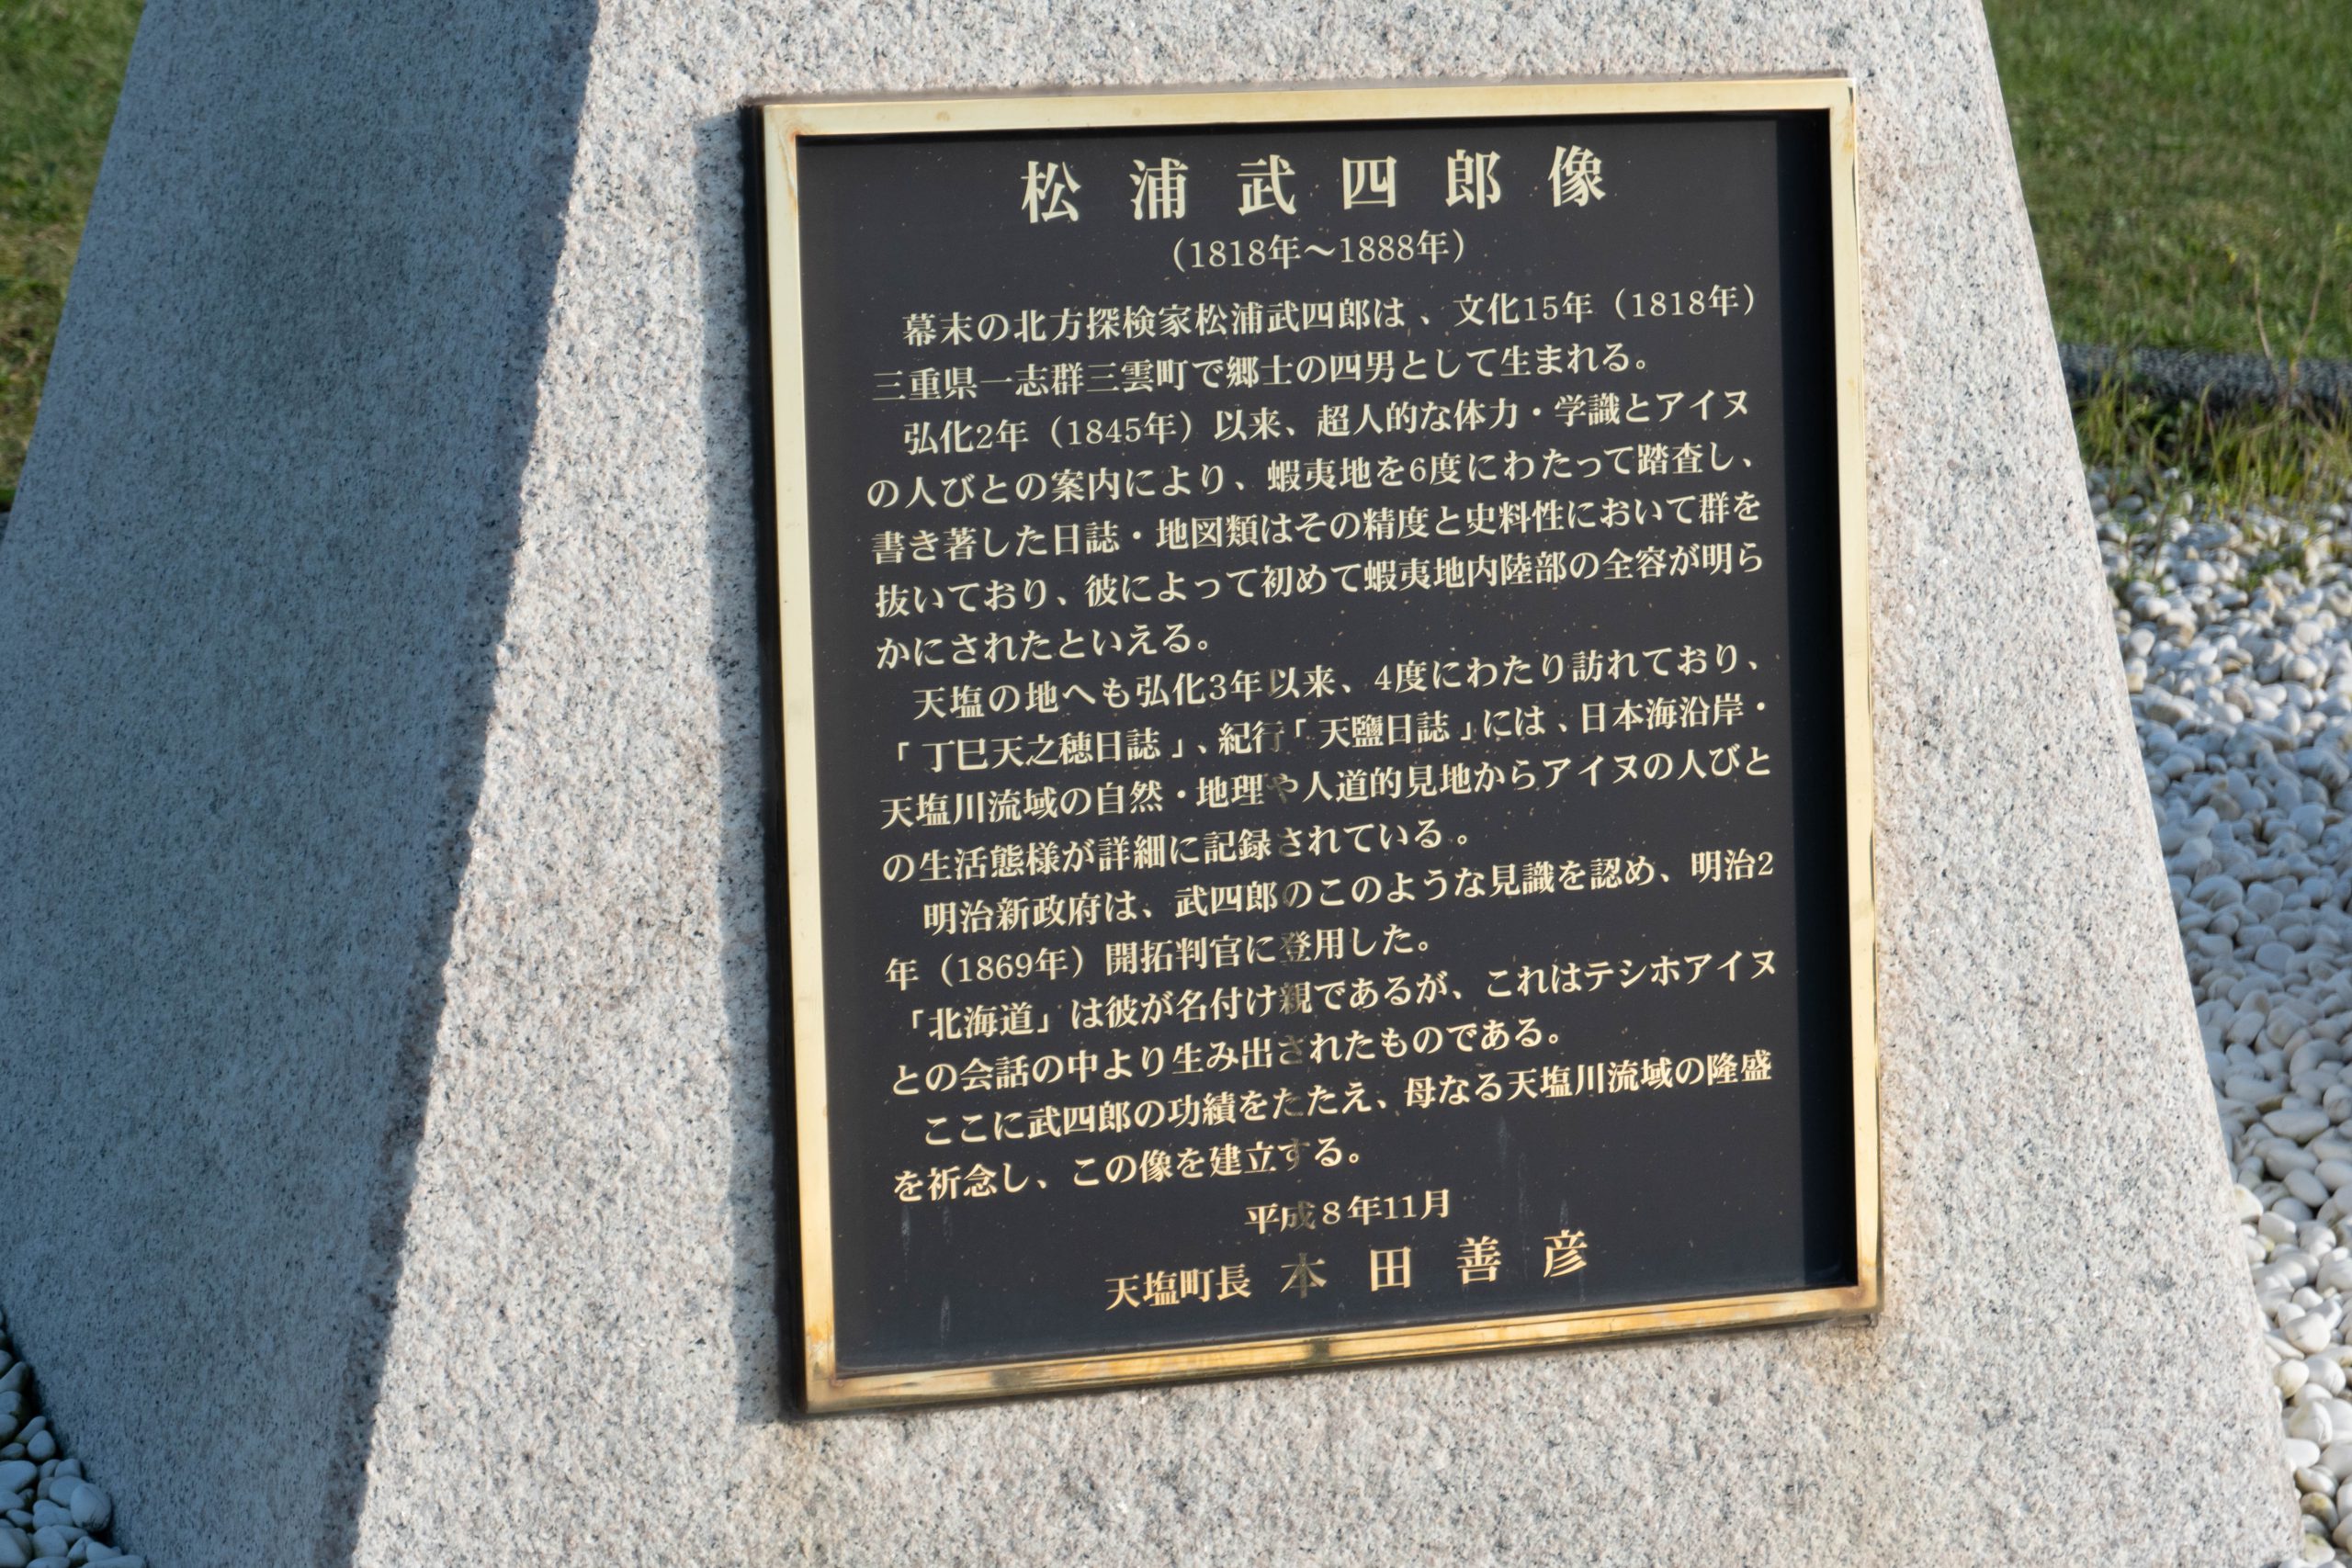 松浦武四郎像
（1818年〜1888年）
幕末の北方探検家松浦武四郎は、文化15年（1818年）
三重県一志群三雲町で郷士の四男として生まれる。
弘化2年（1845年）以来、超人的な体力・学識とアイヌ
の人びとの案内により、蝦夷地を6度にわたって踏査し、
書き著した日誌・地図類はその精度と史料性において群を
抜いており、彼によって初めて蝦夷地内陸部の全容が明ら
かにされたといえる。
天塩の地へも弘化3年以来、4度にわたり訪れており、
「丁巳天之穂日誌」、紀行「天鹽日誌」には、日本海沿岸・
天塩川流域の自然・地理や人道的見地からアイヌの人びと
の生活態様が詳細に記録されている。
明治新政府は、武四郎のこのような見識を認め、明治2
年（1869年）開拓判官に登用した。
「北海道」は彼が名付け親であるが、これはテシホアイヌ
との会話の中より生み出されたものである。
ここに武四郎の功績をたたえ、母なる天塩川流域の隆盛
を祈念し、この像を建立する。
平成8年11月
天塩町長 本田善彦